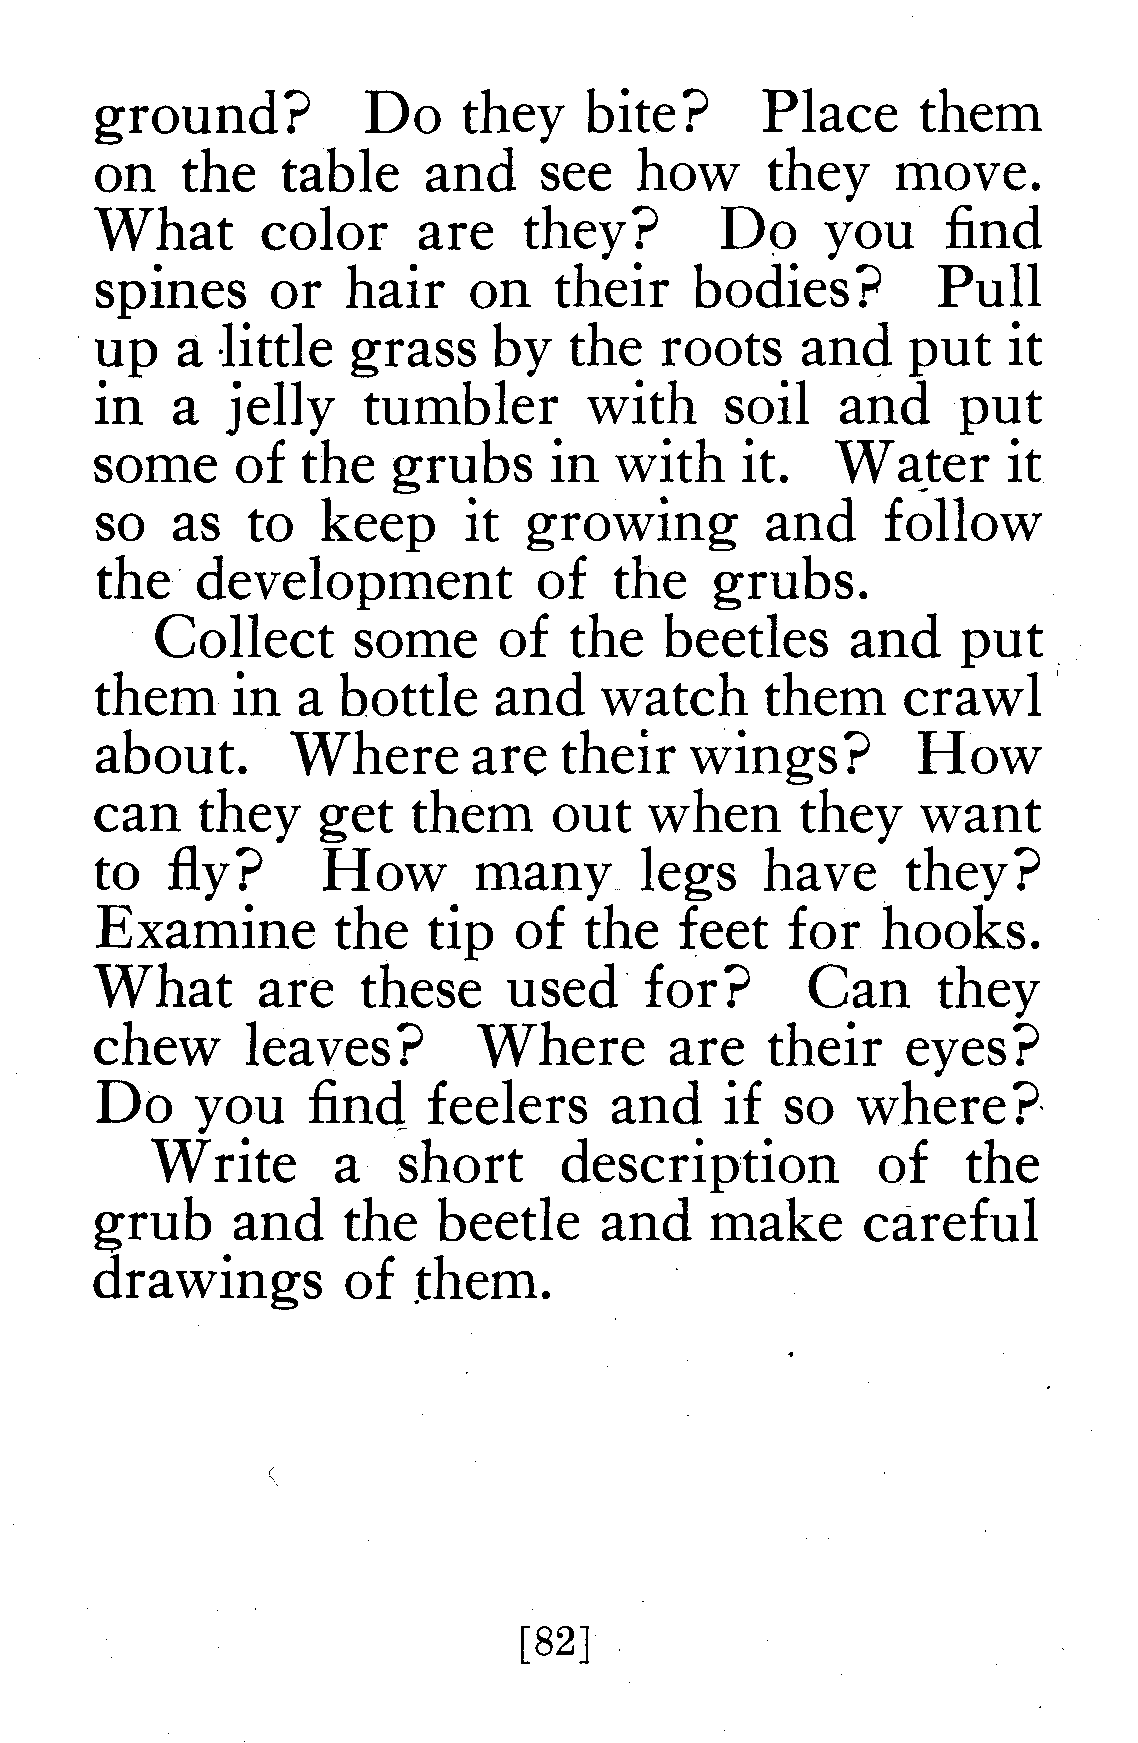 ground? Do they bite? Place them
on the table and see how they move.
What color are they? Do you find
spines or hair on their bodies? Pull
up a little grass by the roots and put it
in a jelly tumbler with soil and put
some of the grubs in with it. Water it
so as to keep it growing and follow
the development of the grubs.
Collect some of the beetles and put
them in a bottle and watch them crawl
about. Where are their wings? How
can they get them out when they want
to fly? How many legs have they?
Examine the tip of the feet for hooks.
What are these used for? Can they
chew leaves? Where are their eyes?
Do you find feelers and if so where?
Write a short description of the
grub and the beetle and make careful
drawings of them.
[82]